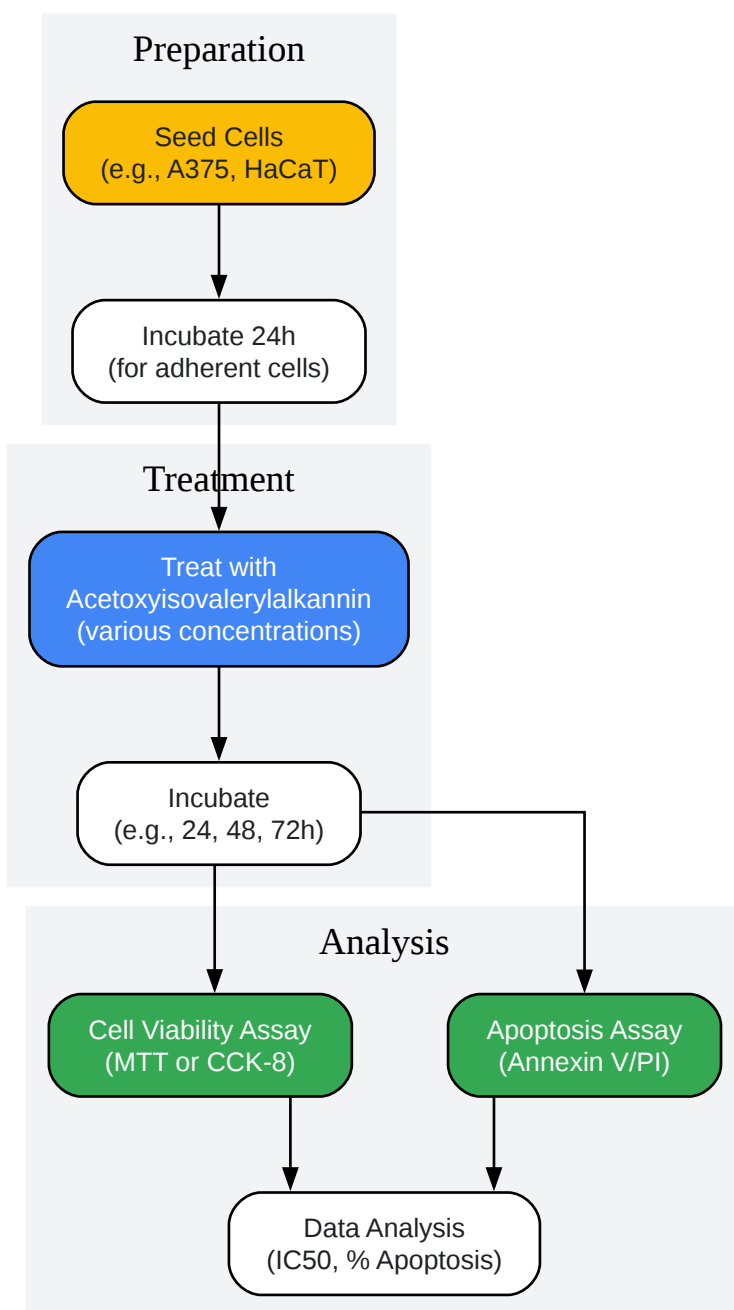 Preparation
Seed Cells
(e.g., A375, HaCaT)
Incubate 24h
(for adherent cells)
Treatment
Treat with
Acetoxyisovalerylalkannin
(various concentrations)
Incubate
(e.g., 24, 48, 72h)
Analysis
Cell Viability Assay
(MTT or CCK-8)
Apoptosis Assay
(Annexin V/PI)
Data Analysis
(IC50, % Apoptosis)